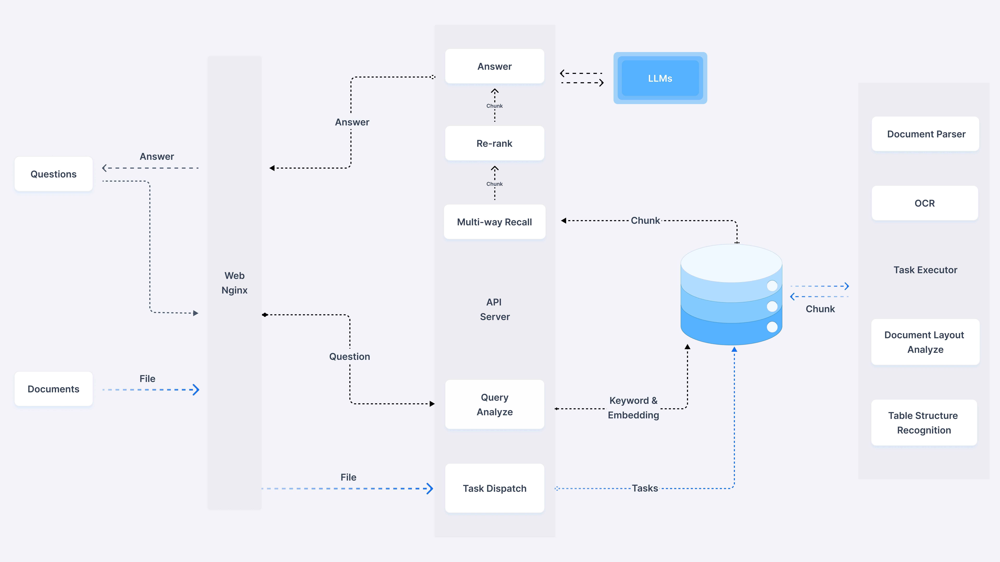 Questions
Answer
Documents
File
Web
Nginx
Answer
Question
File
Answer
Chunk
Re-rank
Chunk
Multi-way Recall
API
Server
Query
Analyze
Task Dispatch
LLMs
Chunk
Keyword &
Embedding
Tasks
Chunk
Document Parser
OCR
Task Executor
Document Layout
Analyze
Table Structure
Recognition